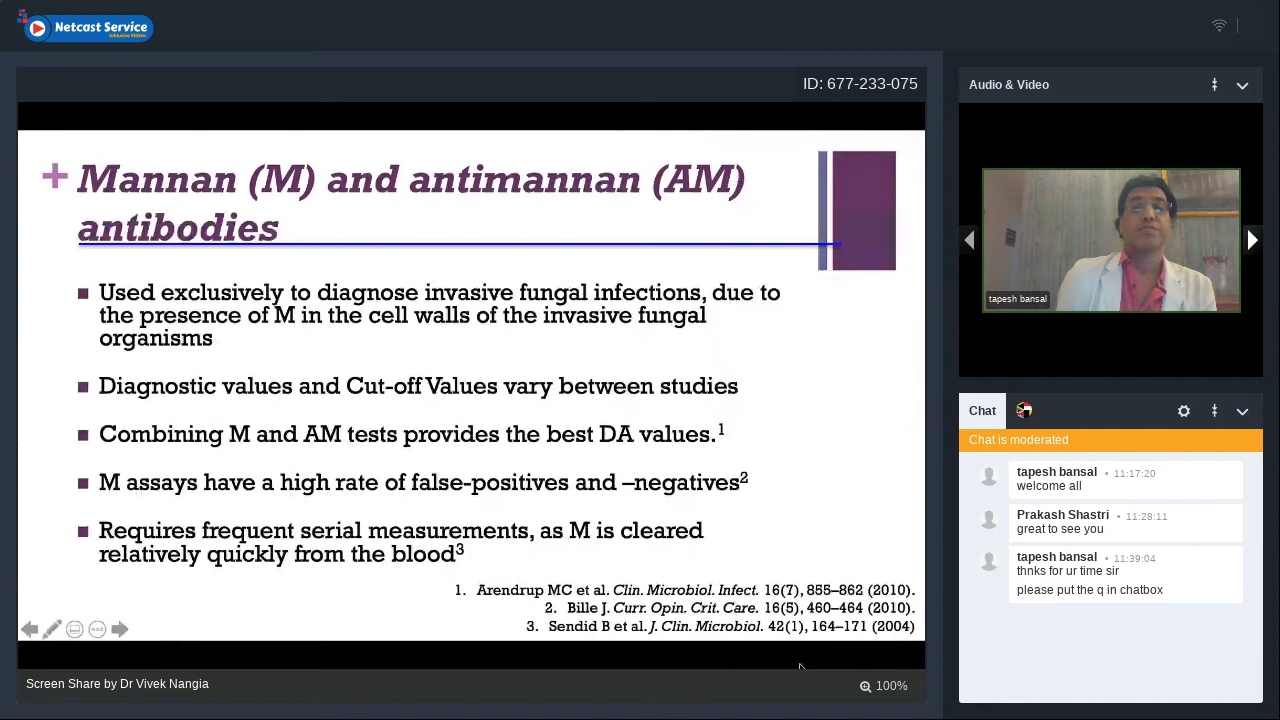 Netcast Service
ID: 677-233-075
+ Mannan (M) and antimannan (AM)
antibodies
Used exclusively to diagnose invasive fungal infections, due to
the presence of M in the cell walls of the invasive fungal
organisms
Diagnostic values and Cut-off Values vary between studies
Combining M and AM tests provides the best DA values.1
M assays have a high rate of false-positives and –negatives2
Requires frequent serial measurements, as M is cleared
relatively quickly from the blood3
1. Arendrup MC et al. Clin. Microbiol. Infect. 16(7), 855–862 (2010).
2. Bille J. Curr. Opin. Crit. Care. 16(5), 460–464 (2010).
3. Sendid B et al. J. Clin. Microbiol. 42(1), 164–171 (2004)
Screen Share by Dr Vivek Nangia
100%
Audio & Video
tapesh bansal
Chat
Chat is moderated
tapesh bansal • 11:17:20
welcome all
Prakash Shastri • 11:28:11
great to see you
tapesh bansal • 11:39:04
thnks for ur time sir
please put the q in chatbox